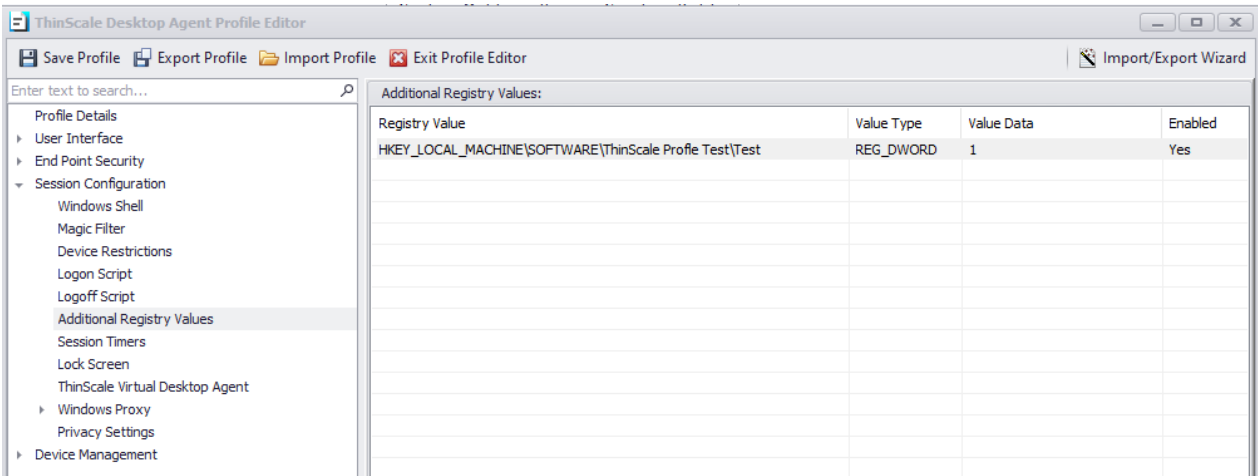 ThinScale Desktop Agent Profile Editor
Save Profile Export Profile Import Profile Exit Profile Editor Import/Export Wizard
Enter text to search...
Profile Details
User Interface
End Point Security
Session Configuration
Windows Shell
Magic Filter
Device Restrictions
Logon Script
Logoff Script
Additional Registry Values
Session Timers
Lock Screen
ThinScale Virtual Desktop Agent
Windows Proxy
Privacy Settings
Device Management
Additional Registry Values:
Registry Value Value Type Value Data Enabled
HKEY_LOCAL_MACHINE\SOFTWARE\ThinScale Profle Test\Test REG_DWORD 1 Yes